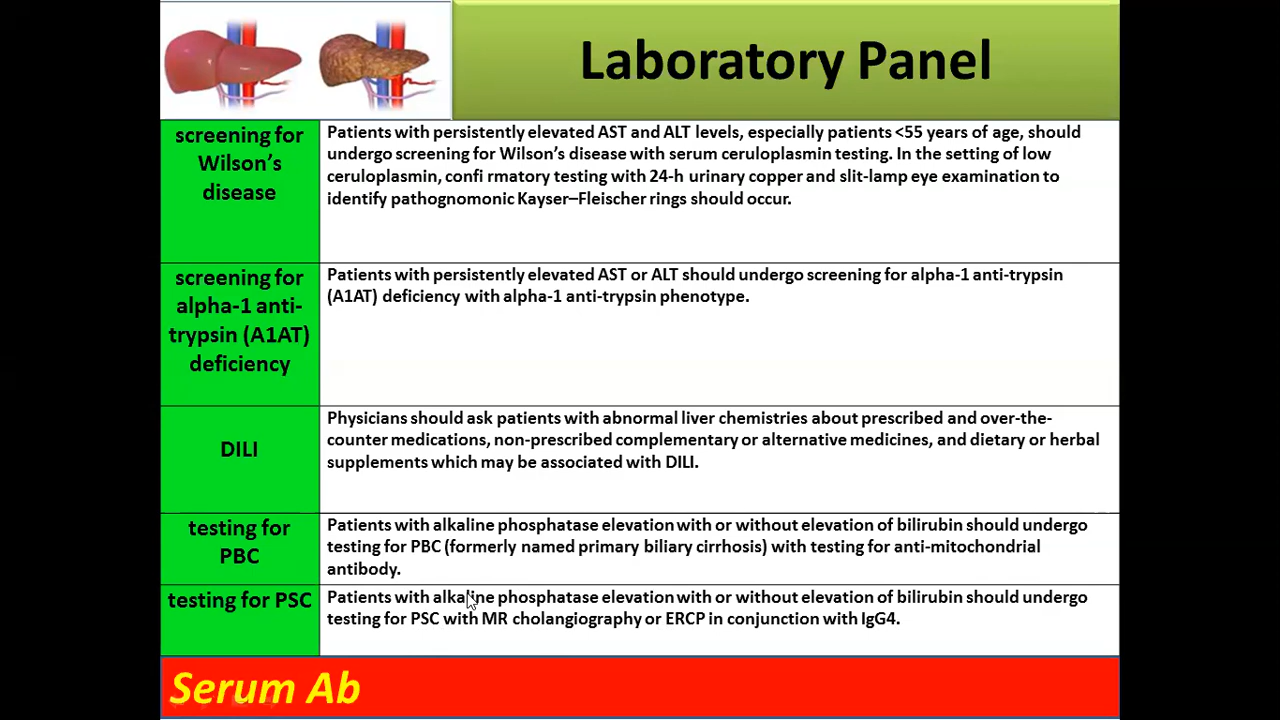 Laboratory Panel
screening for
Wilson’s
disease
Patients with persistently elevated AST and ALT levels, especially patients <55 years of age, should
undergo screening for Wilson’s disease with serum ceruloplasmin testing. In the setting of low
ceruloplasmin, confi rmatory testing with 24-h urinary copper and slit-lamp eye examination to
identify pathognomonic Kayser–Fleischer rings should occur.
screening for
alpha-1 anti-
trypsin (A1AT)
deficiency
Patients with persistently elevated AST or ALT should undergo screening for alpha-1 anti-trypsin
(A1AT) deficiency with alpha-1 anti-trypsin phenotype.
DILI
Physicians should ask patients with abnormal liver chemistries about prescribed and over-the-
counter medications, non-prescribed complementary or alternative medicines, and dietary or herbal
supplements which may be associated with DILI.
testing for
PBC
Patients with alkaline phosphatase elevation with or without elevation of bilirubin should undergo
testing for PBC (formerly named primary biliary cirrhosis) with testing for anti-mitochondrial
antibody.
testing for PSC
Patients with alkaline phosphatase elevation with or without elevation of bilirubin should undergo
testing for PSC with MR cholangiography or ERCP in conjunction with IgG4.
Serum Ab